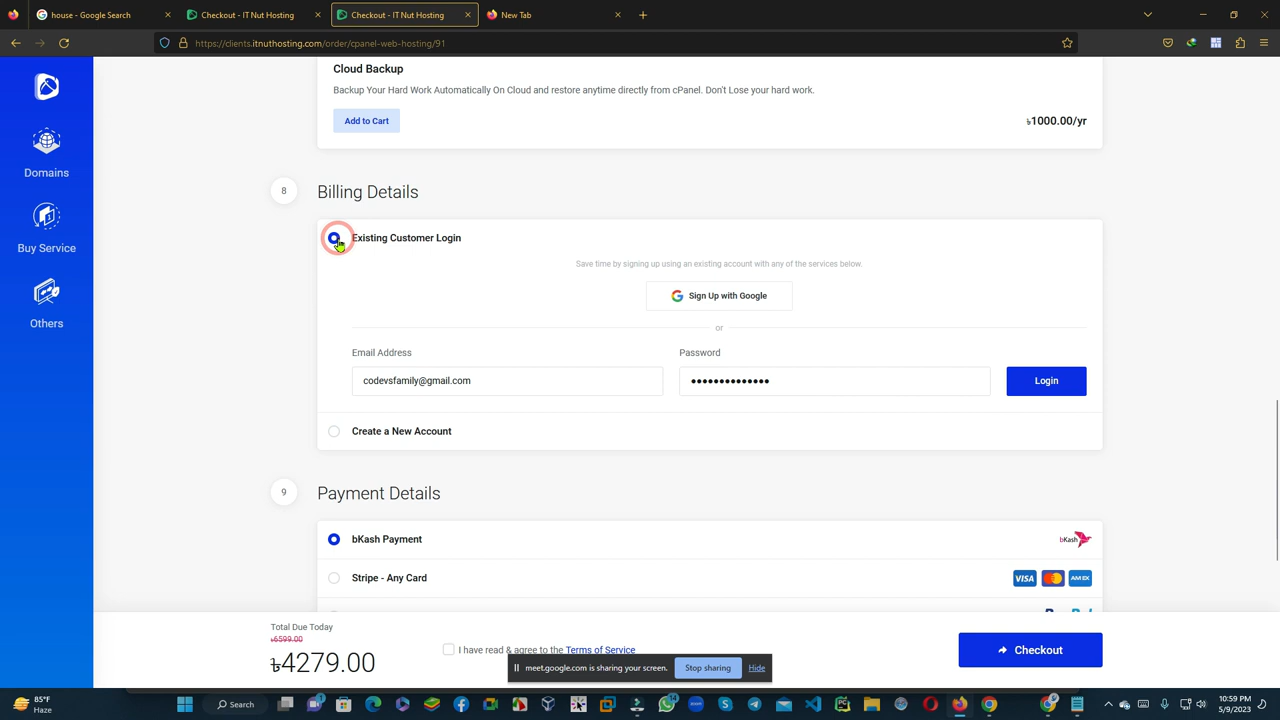 house - Google Search
Checkout - IT Nut Hosting
Checkout - IT Nut Hosting
New Tab
https://clients.itnuthosting.com/order/cpanel-web-hosting/91
Domains
Buy Service
Others
Cloud Backup
Backup Your Hard Work Automatically On Cloud and restore anytime directly from cPanel. Don't Lose your hard work.
Add to Cart
৳1000.00/yr
8
Billing Details
Existing Customer Login
Save time by signing up using an existing account with any of the services below.
Sign Up with Google
or
Email Address
Password
codevsfamily@gmail.com
••••••••••••••
Login
Create a New Account
9
Payment Details
bKash Payment
bKash
Stripe - Any Card
VISA
AM EX
Total Due Today
৳6599.00
৳4279.00
I have read & agree to the Terms of Service
Checkout
meet.google.com is sharing your screen.
Stop sharing
Hide
85°F
Haze
Search
10:59 PM
5/9/2023